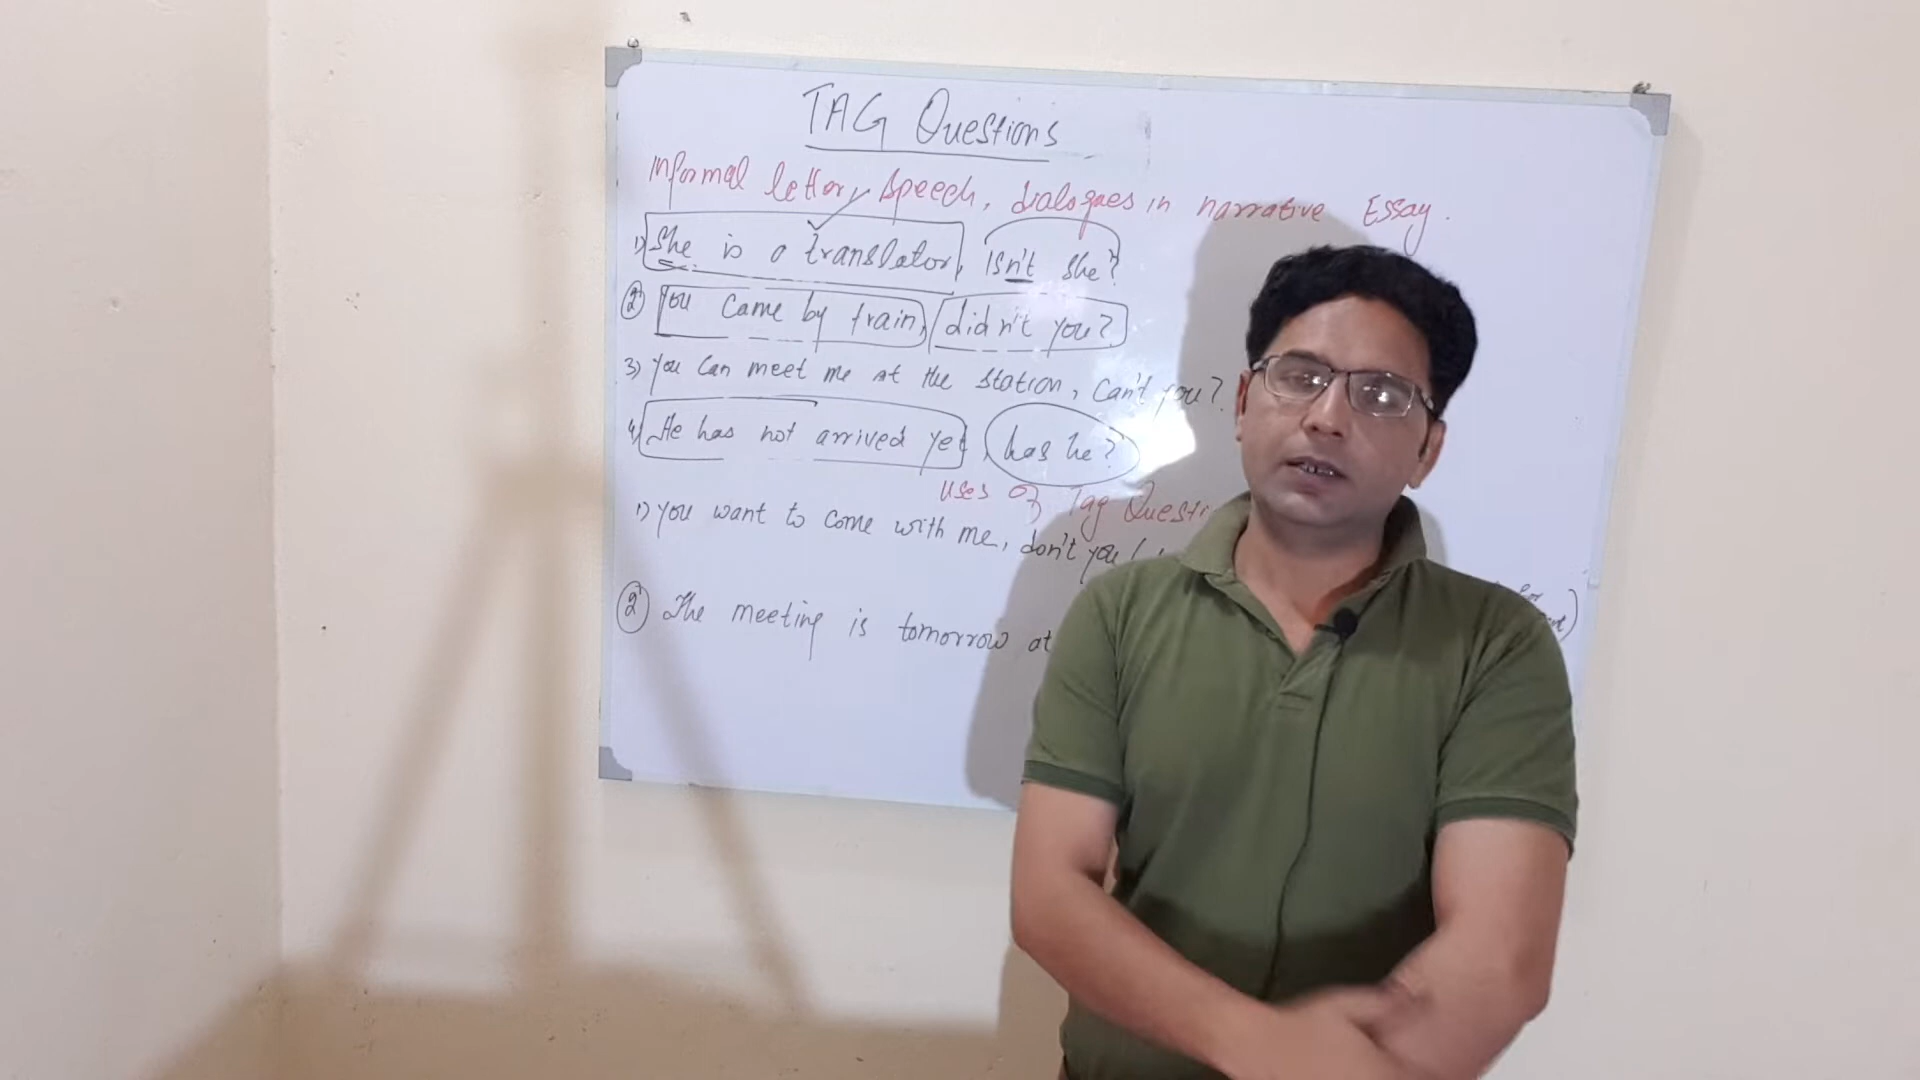 TAG Questions
Informal letter, Speech, dialogues in narrative Essay.
1) She is a translator, isn't she?
2 You came by train, didn't you?
3) You can meet me at the station, can't you?
4) He has not arrived yet, has he?
Uses of Tag
1) You want to come with me, don't you
2 The meeting is tomorrow at
for